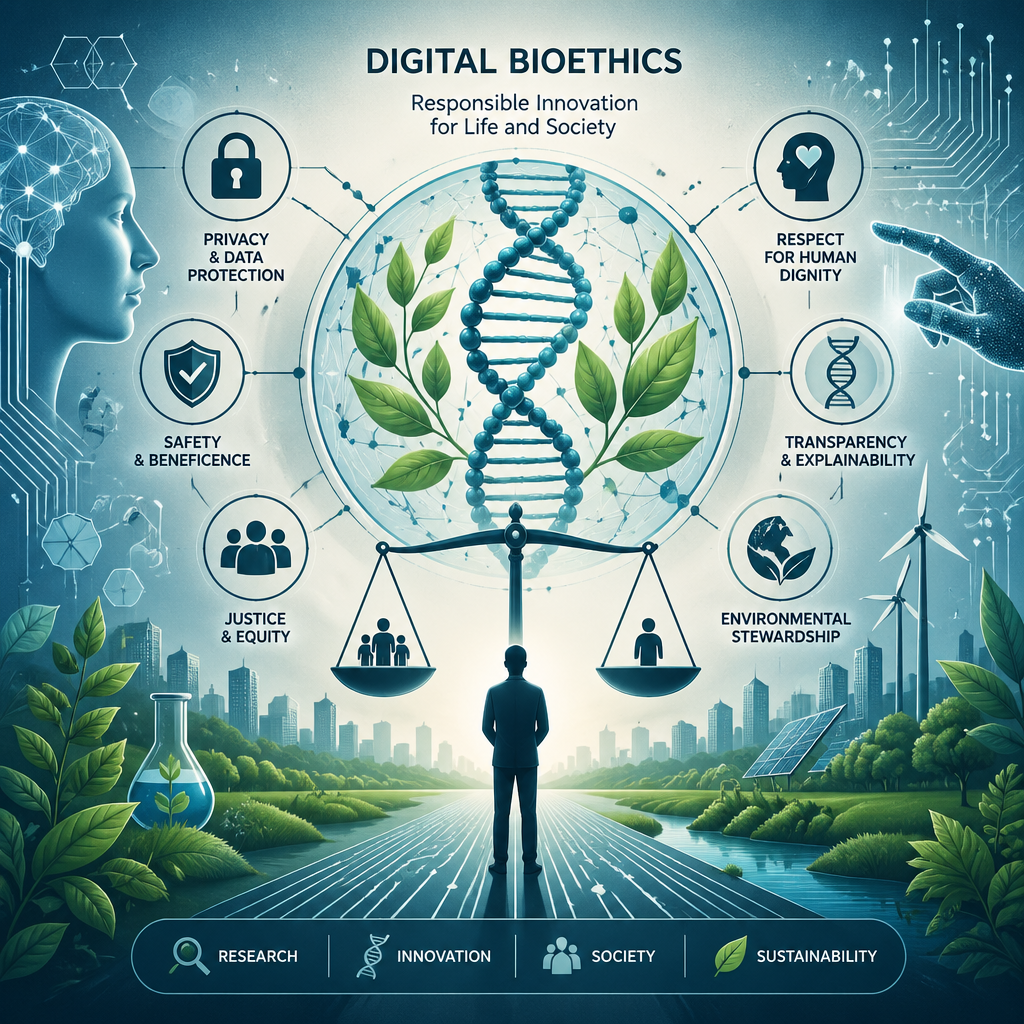 DIGITAL BIOETHICS
Responsible Innovation
for Life and Society
PRIVACY
& DATA
PROTECTION
RESPECT
FOR HUMAN
DIGNITY
SAFETY
& BENEFICENCE
TRANSPARENCY
& EXPLAINABILITY
JUSTICE
& EQUITY
ENVIRONMENTAL
STEWARDSHIP
RESEARCH
INNOVATION
SOCIETY
SUSTAINABILITY